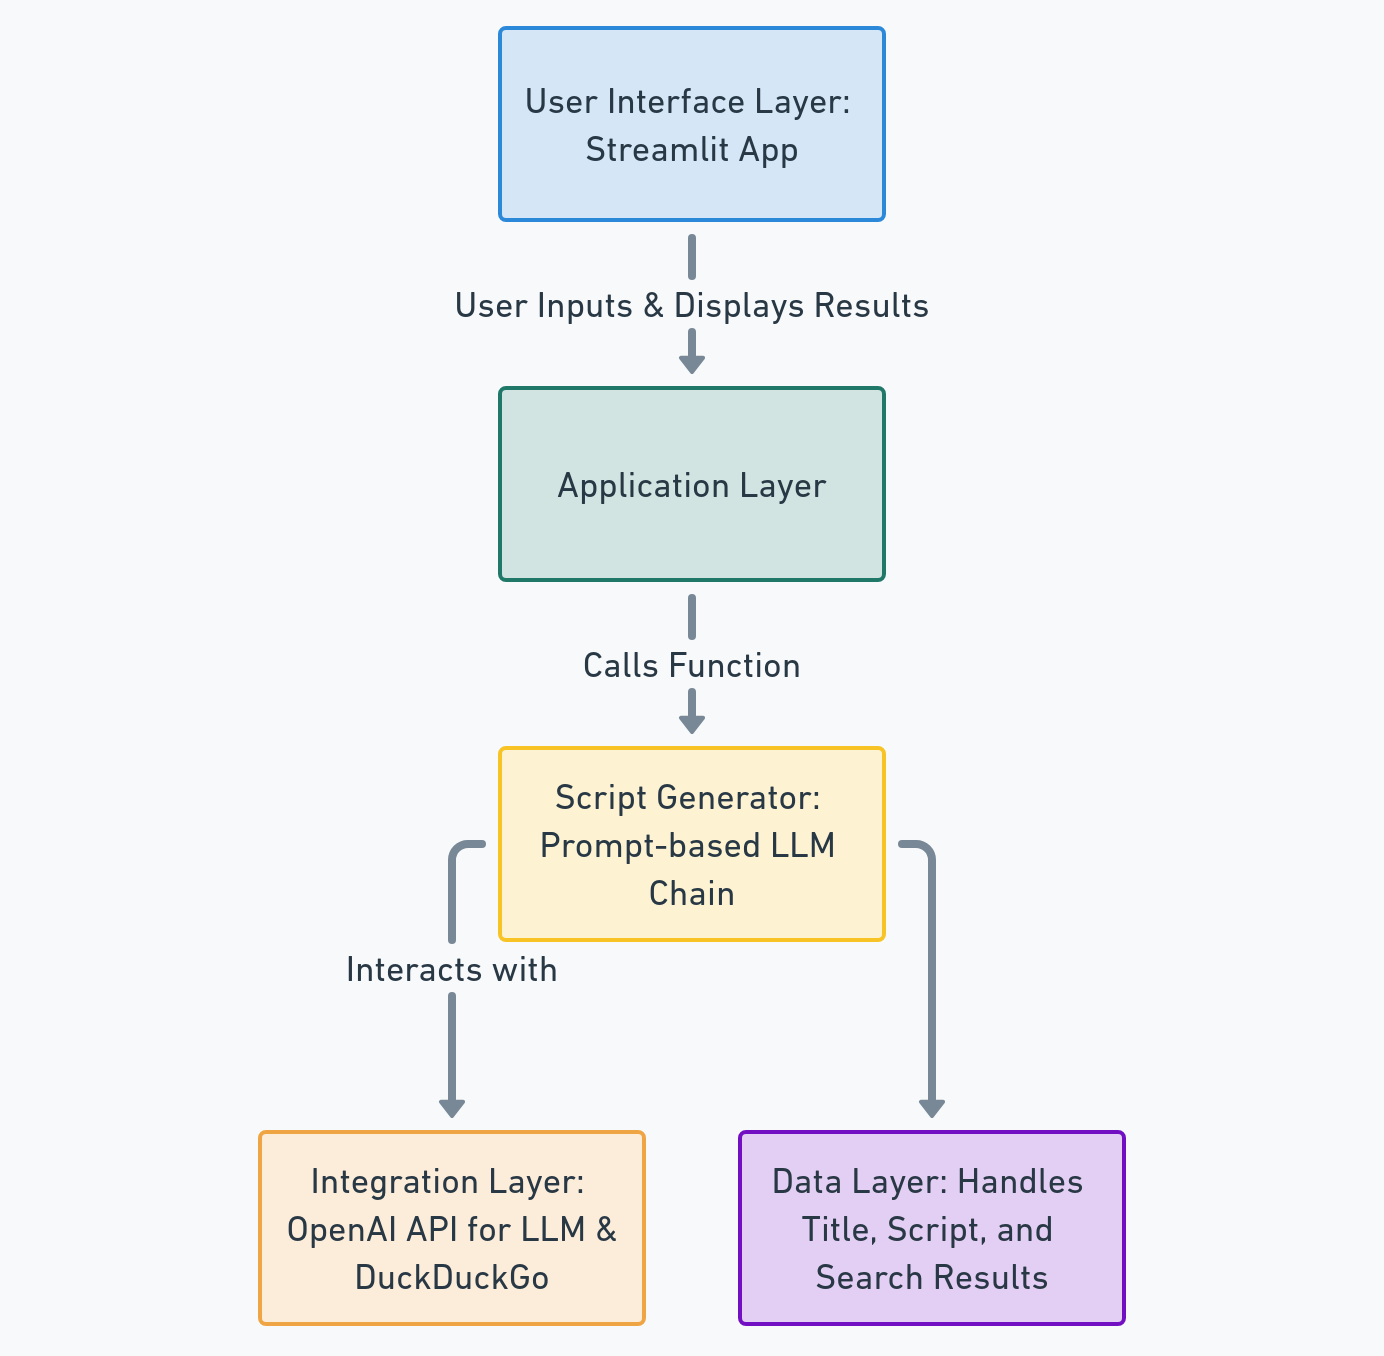 User Interface Layer:
Streamlit App
User Inputs & Displays Results
Application Layer
Calls Function
Script Generator:
Prompt-based LLM
Chain
Interacts with
Integration Layer:
OpenAI API for LLM &
DuckDuckGo
Data Layer: Handles
Title, Script, and
Search Results